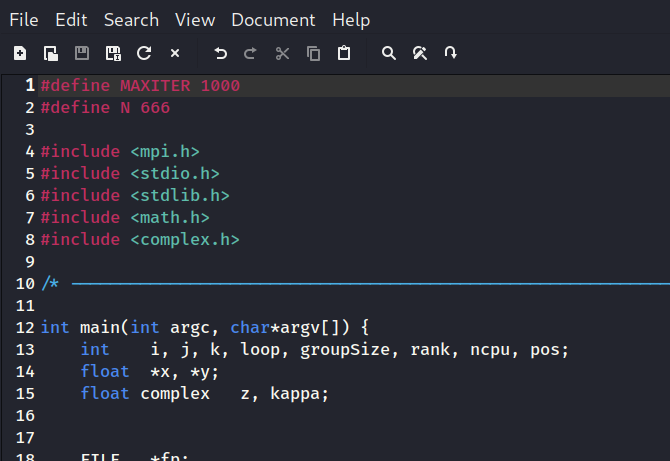 File Edit Search View Document Help
1 #define MAXITER 1000
2 #define N 666
3
4 #include <mpi.h>
5 #include <stdio.h>
6 #include <stdlib.h>
7 #include <math.h>
8 #include <complex.h>
9
10 /* ------------------------------------------------------------
11
12 int main(int argc, char*argv[]) {
13     int    i, j, k, loop, groupSize, rank, ncpu, pos;
14     float  *x, *y;
15     float complex   z, kappa;
16
17
18     FILE   *fp;